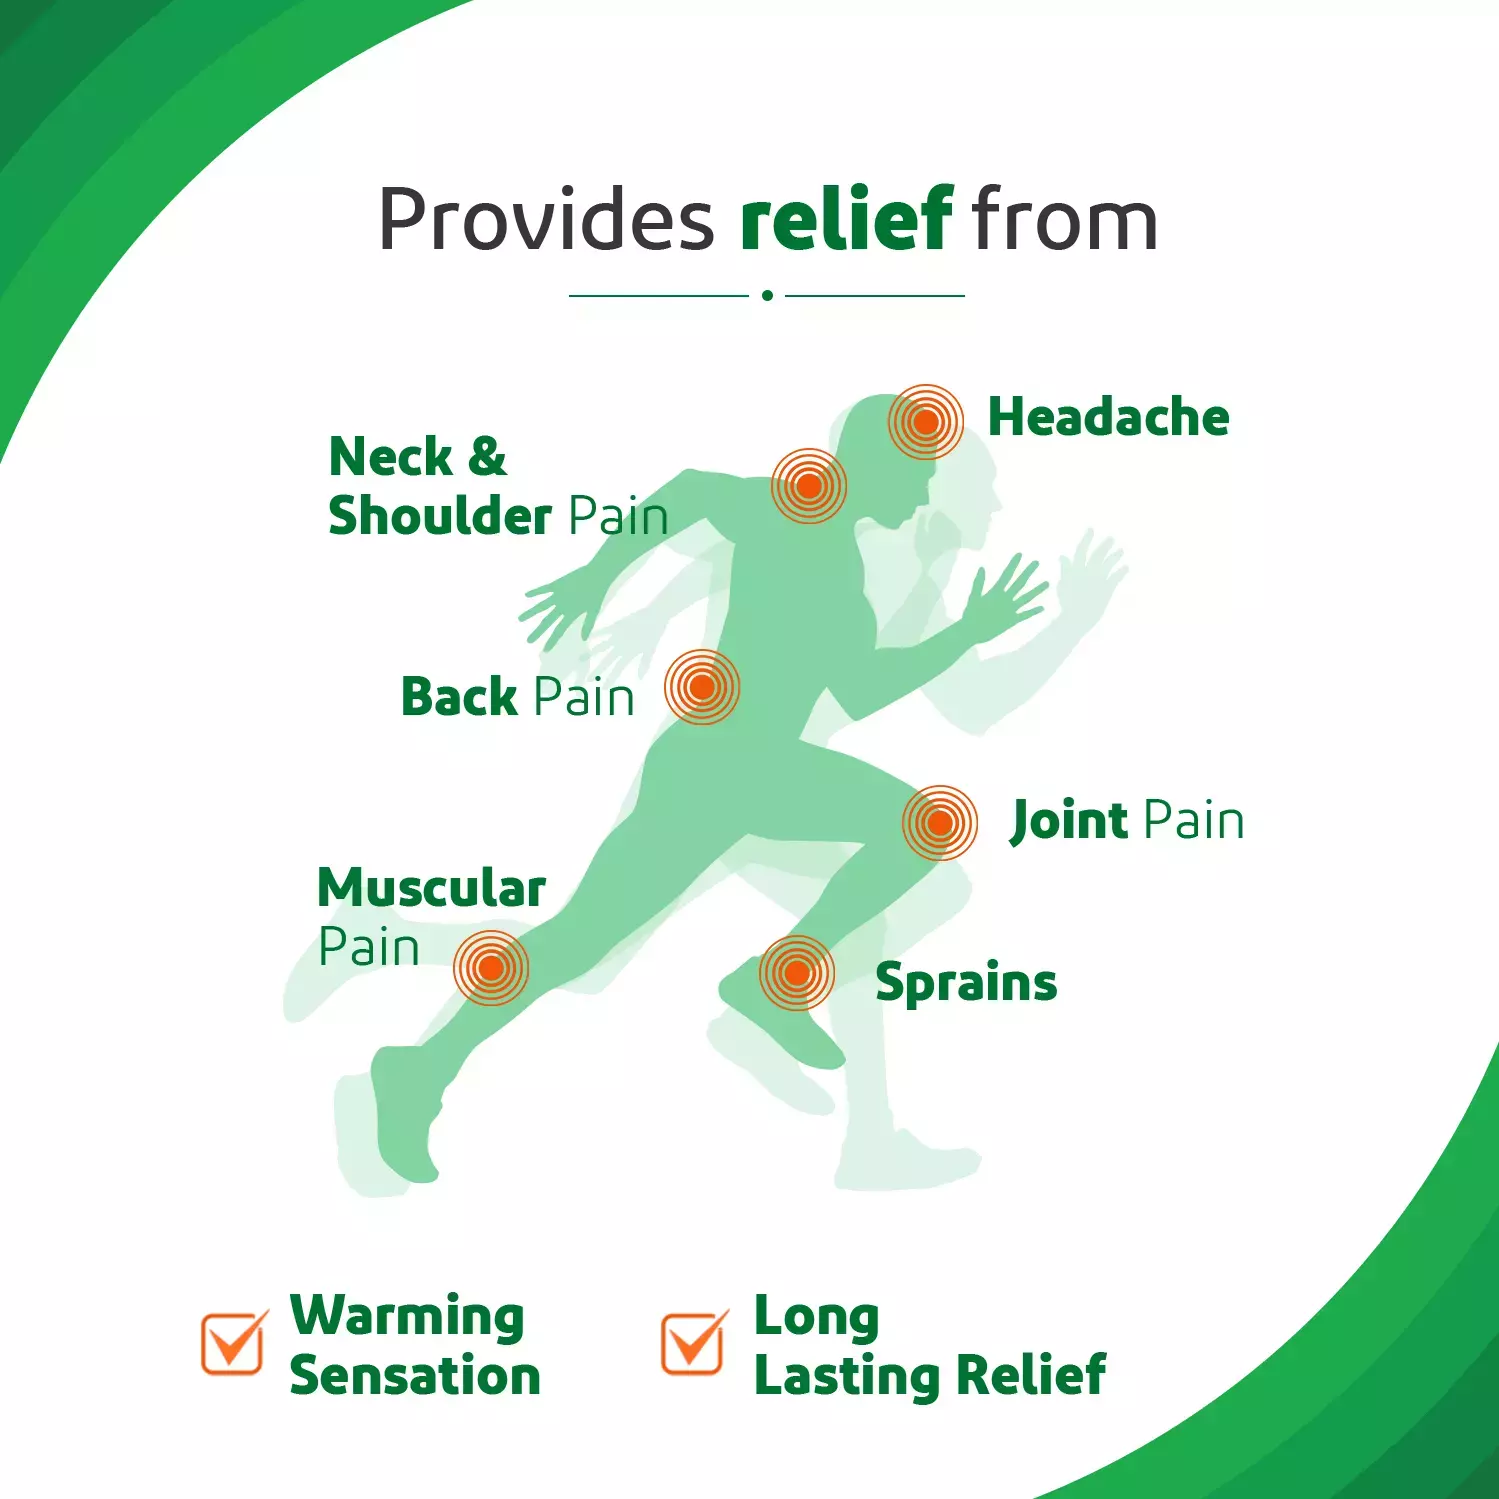 Provides relief from
Headache
Neck &
Shoulder Pain
Back Pain
Joint Pain
Muscular
Pain
Sprains
Warming
Sensation
Long
Lasting Relief